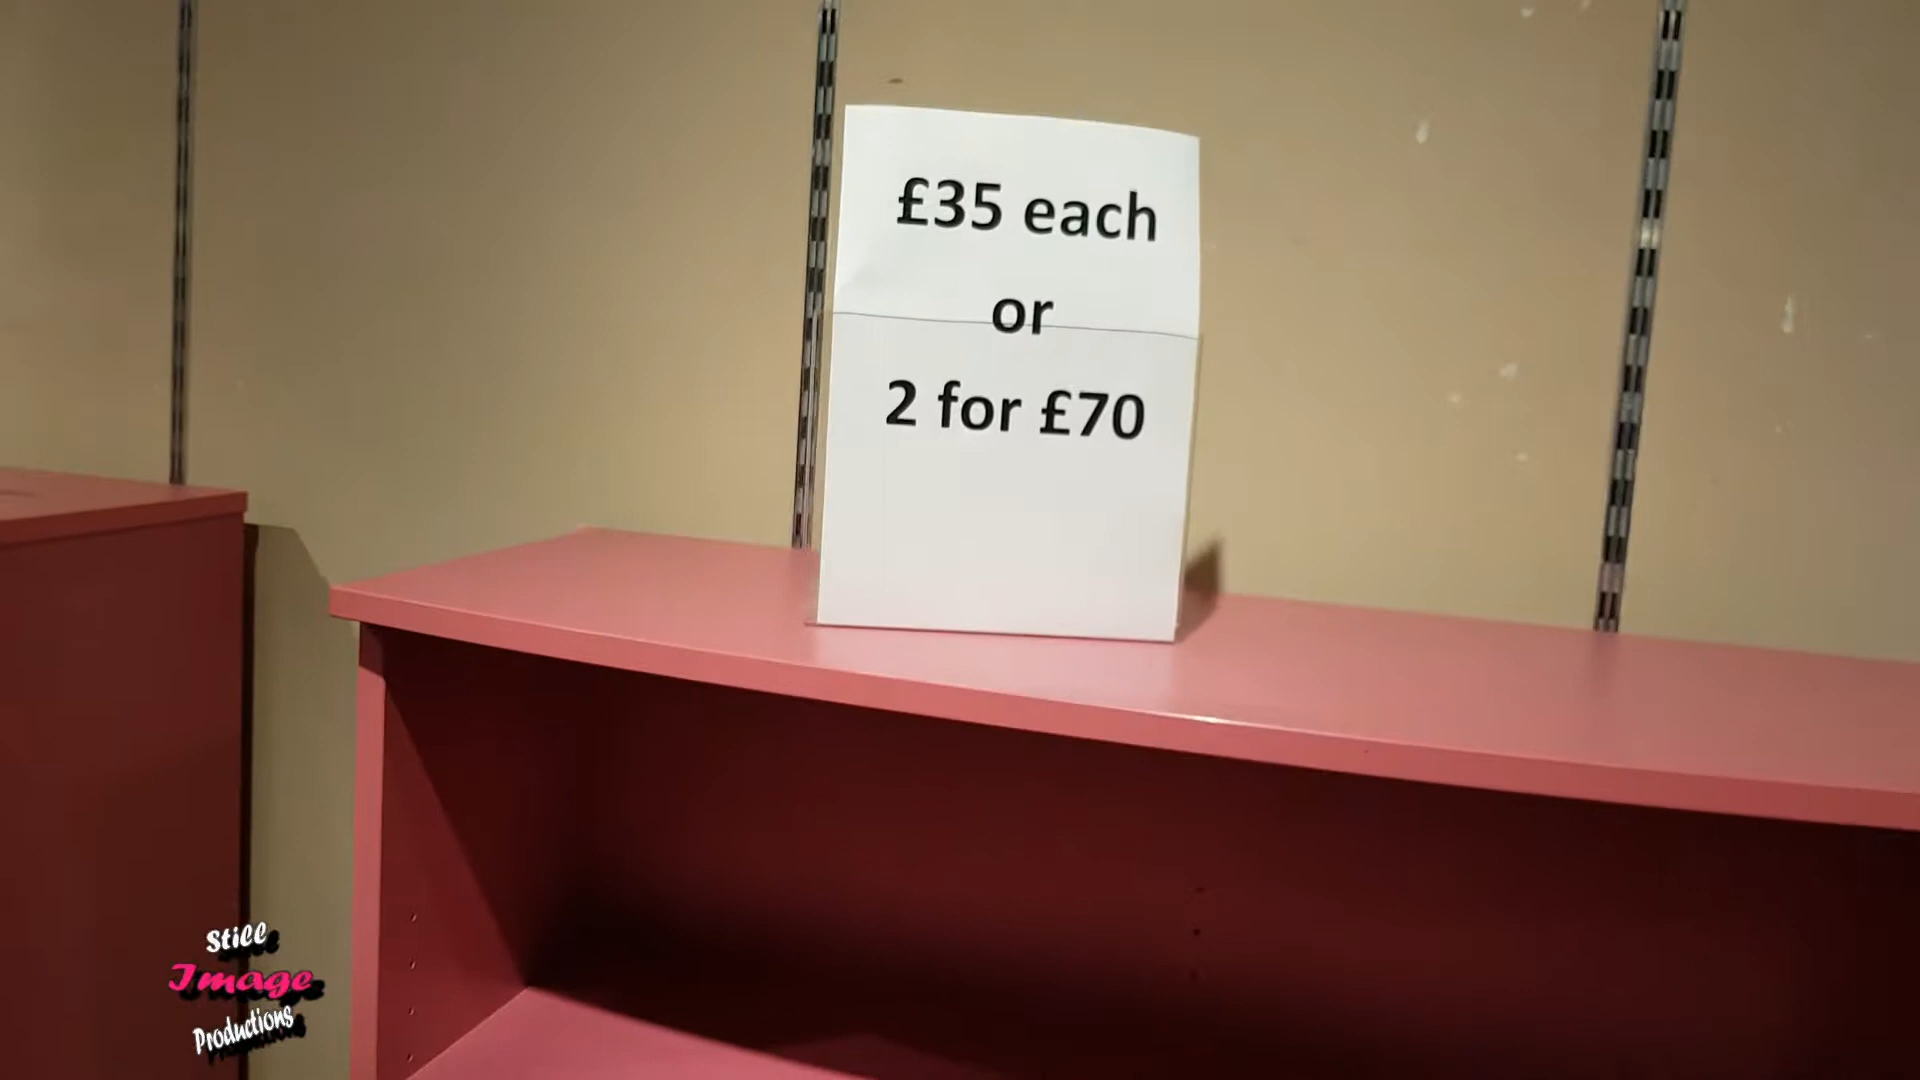 £35 each
or
2 for £70
Still
Image
Productions